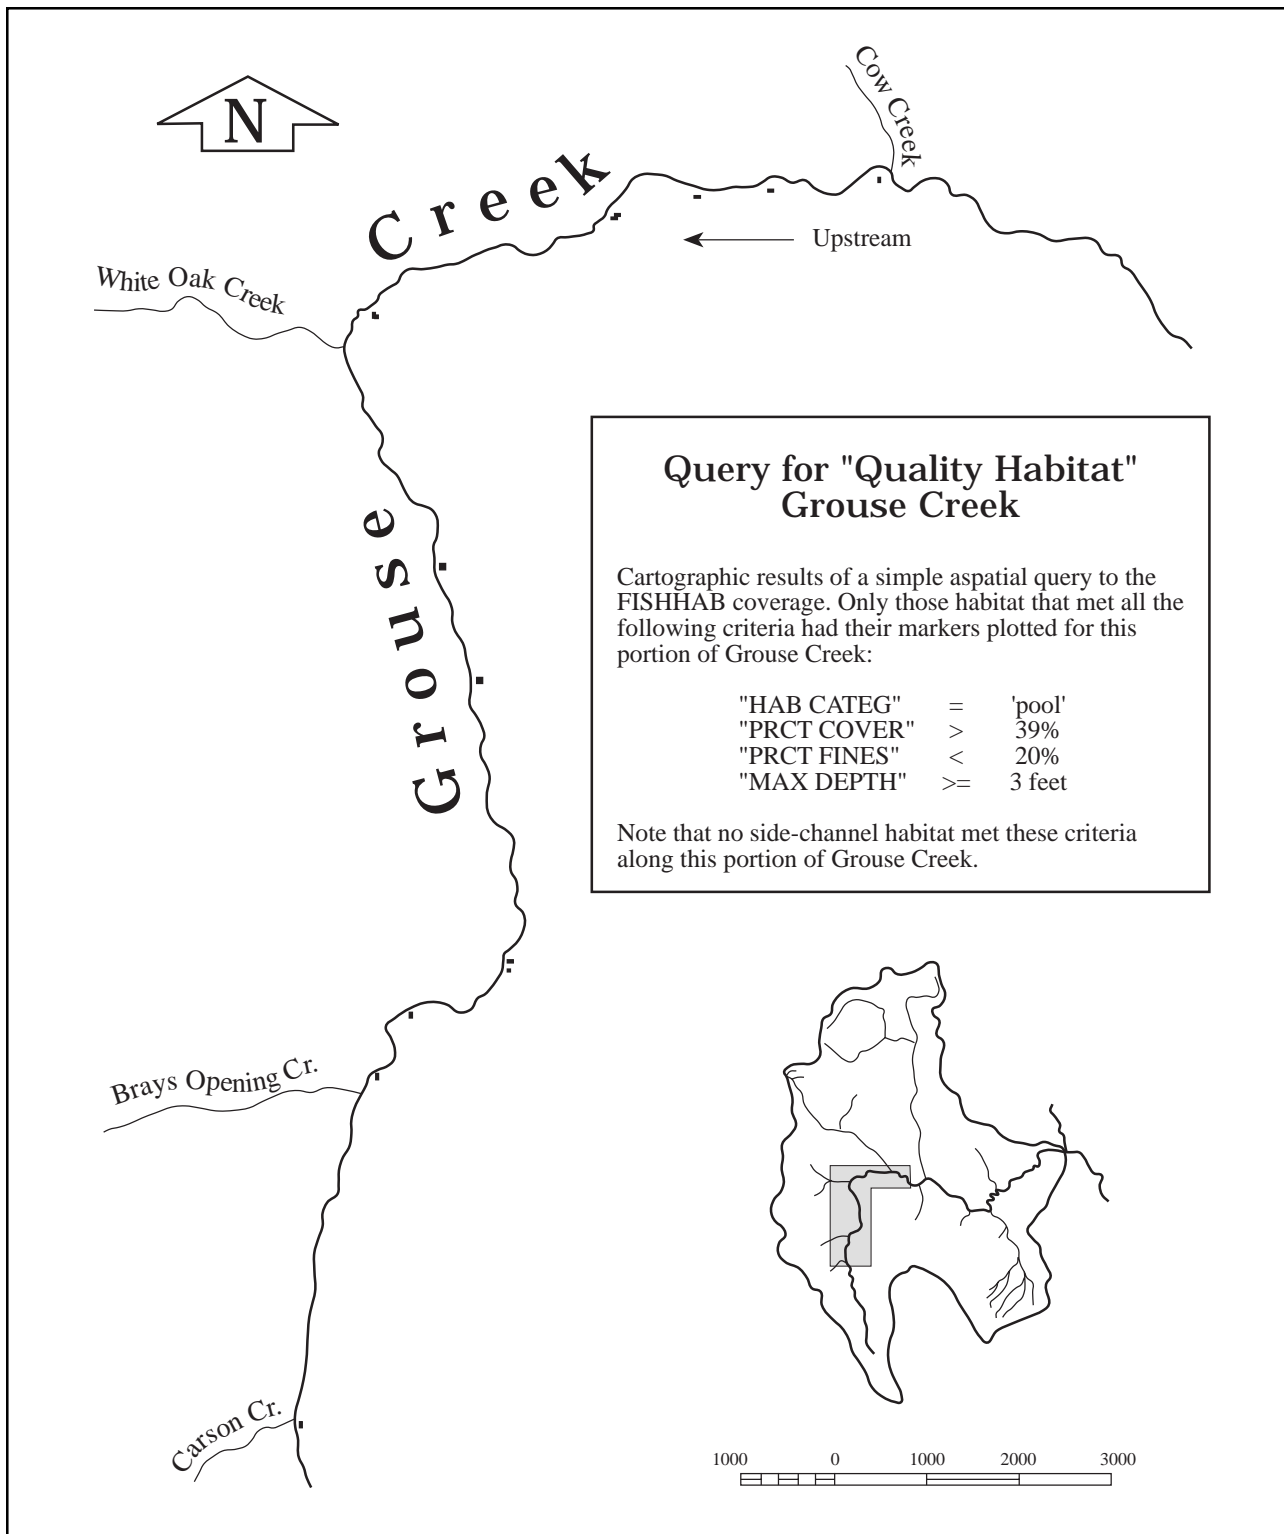 N
Cow Creek
Creek
Upstream
White Oak Creek
Grouse
Query for "Quality Habitat"
Grouse Creek
Cartographic results of a simple aspatial query to the
FISHHAB coverage. Only those habitat that met all the
following criteria had their markers plotted for this
portion of Grouse Creek:
"HAB CATEG" = 'pool'
"PRCT COVER" > 39%
"PRCT FINES" < 20%
"MAX DEPTH" >= 3 feet
Note that no side-channel habitat met these criteria
along this portion of Grouse Creek.
Brays Opening Cr.
Carson Cr.
1000 0 1000 2000 3000